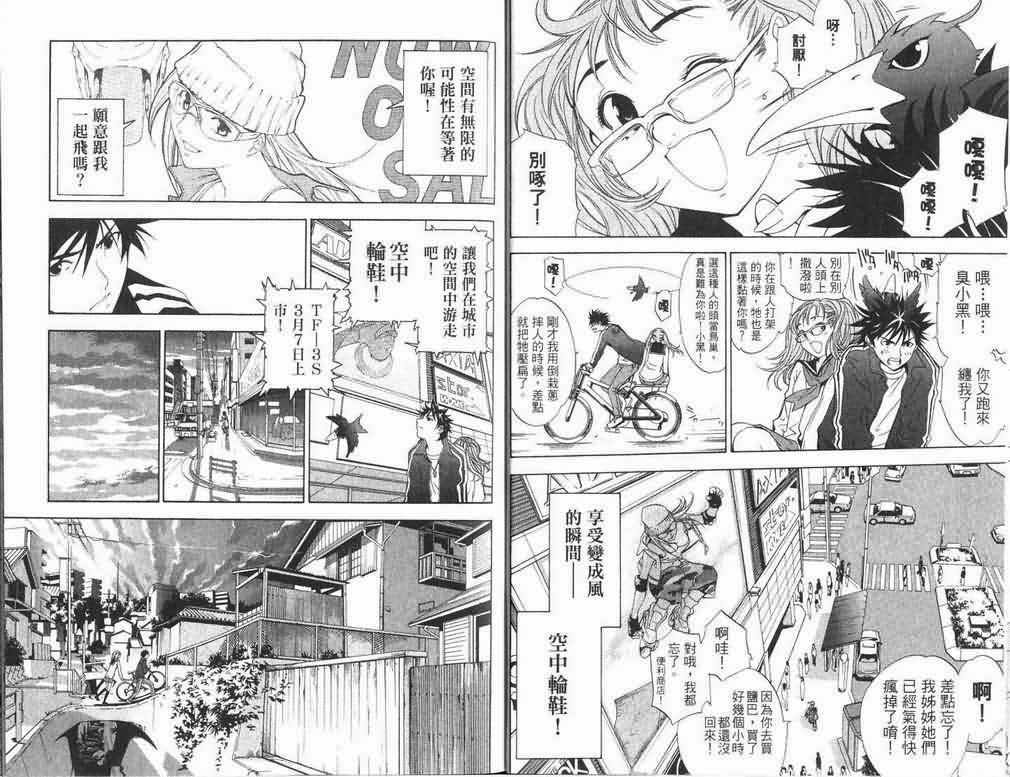 呀…
討厭！
嘎嘎！
嘎嘎！
別啄了！
喂…喂…
臭小黑！
你又跑來
纏我了！
嘎！
別在別
人頭上
撒潑啦
！
你在跟人打架
的時候，牠也是
這樣黏著你嗎？
選這種人的頭當鳥巢，
真是難為你啦！小黑！
嘎！
嘎！
剛才我用倒栽蔥
摔人的時候，差點
就把牠壓扁了。
啊！
差點忘了！
我姊姊她們
已經氣得快
瘋掉了唷！
因為你去買
鹽巴，買了
好幾個小時
都還沒
回來！
啊哇！
對哦，我都
忘了。
便利商店！
享受變成風
的瞬間——
空中輪鞋！
NOW
ON
SAL
空間有無限的
可能性在等著
你喔！
願意跟我
一起飛嗎？
讓我們在城市
的空間中游走
吧！
空中
輪鞋！
TF－3S
3月7日上
市！
AD
Star